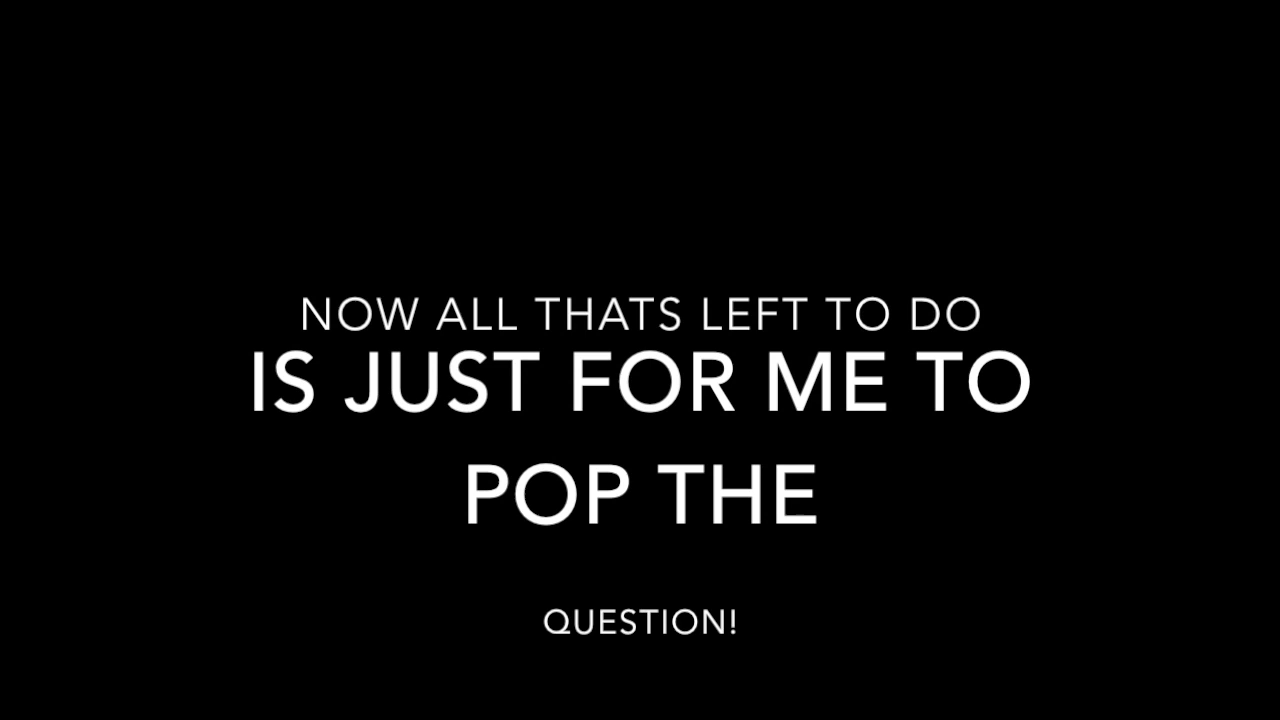 NOW ALL THATS LEFT TO DO
IS JUST FOR ME TO
POP THE
QUESTION!